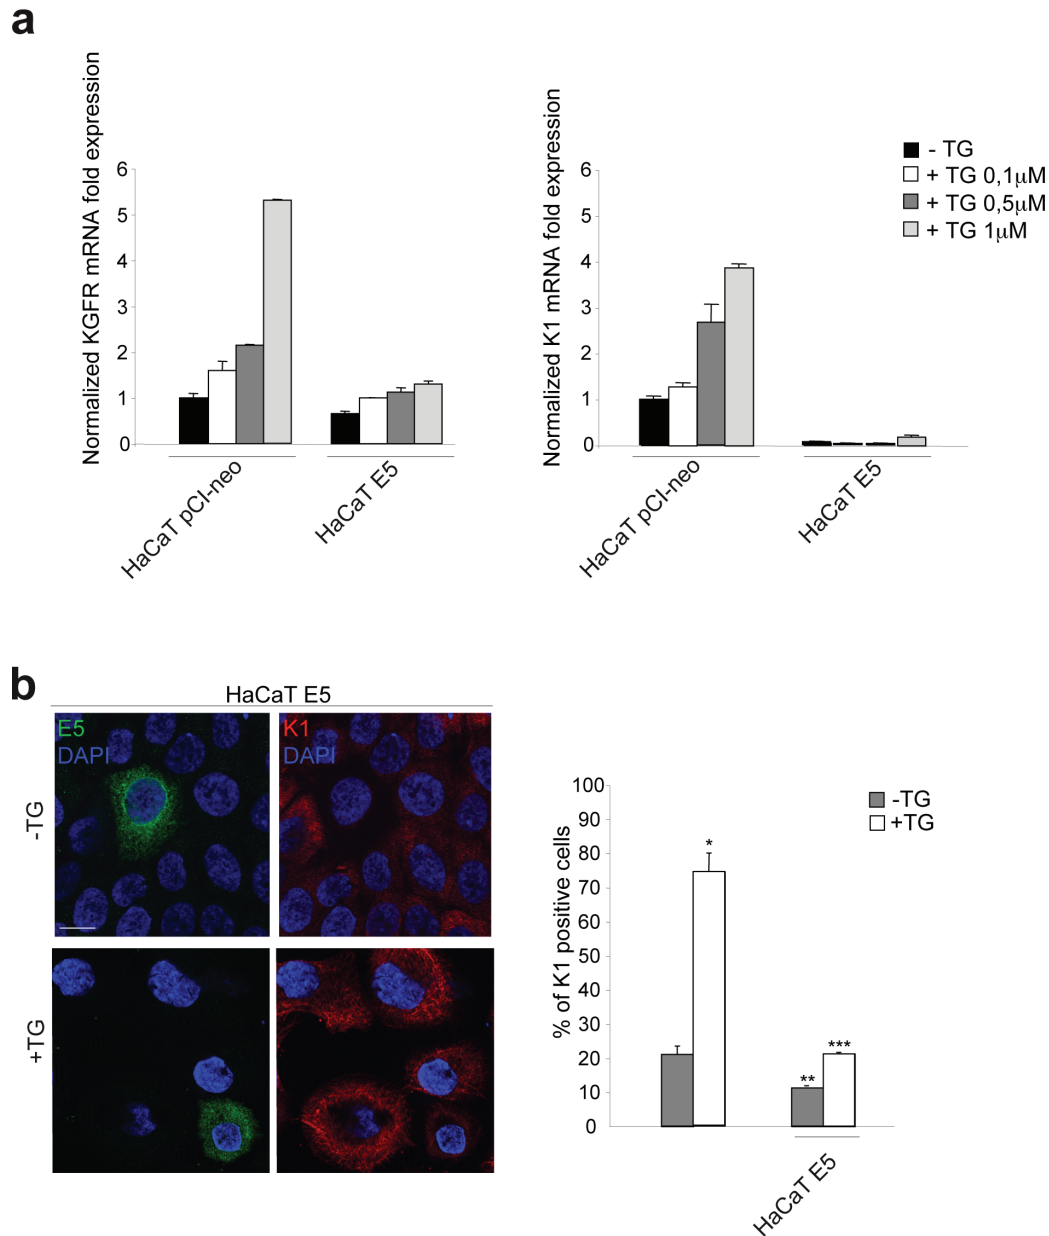 a
Normalized KGFR mRNA fold expression
6
5
4
3
2
1
0
HaCaT pCI-neo
HaCaT E5
Normalized K1 mRNA fold expression
6
5
4
3
2
1
0
HaCaT pCI-neo
HaCaT E5
- TG
+ TG 0,1μM
+ TG 0,5μM
+ TG 1μM
b
HaCaT E5
E5
DAPI
K1
DAPI
-TG
+TG
% of K1 positive cells
100
90
80
70
60
50
40
30
20
10
0
*
**
***
HaCaT E5
-TG
+TG